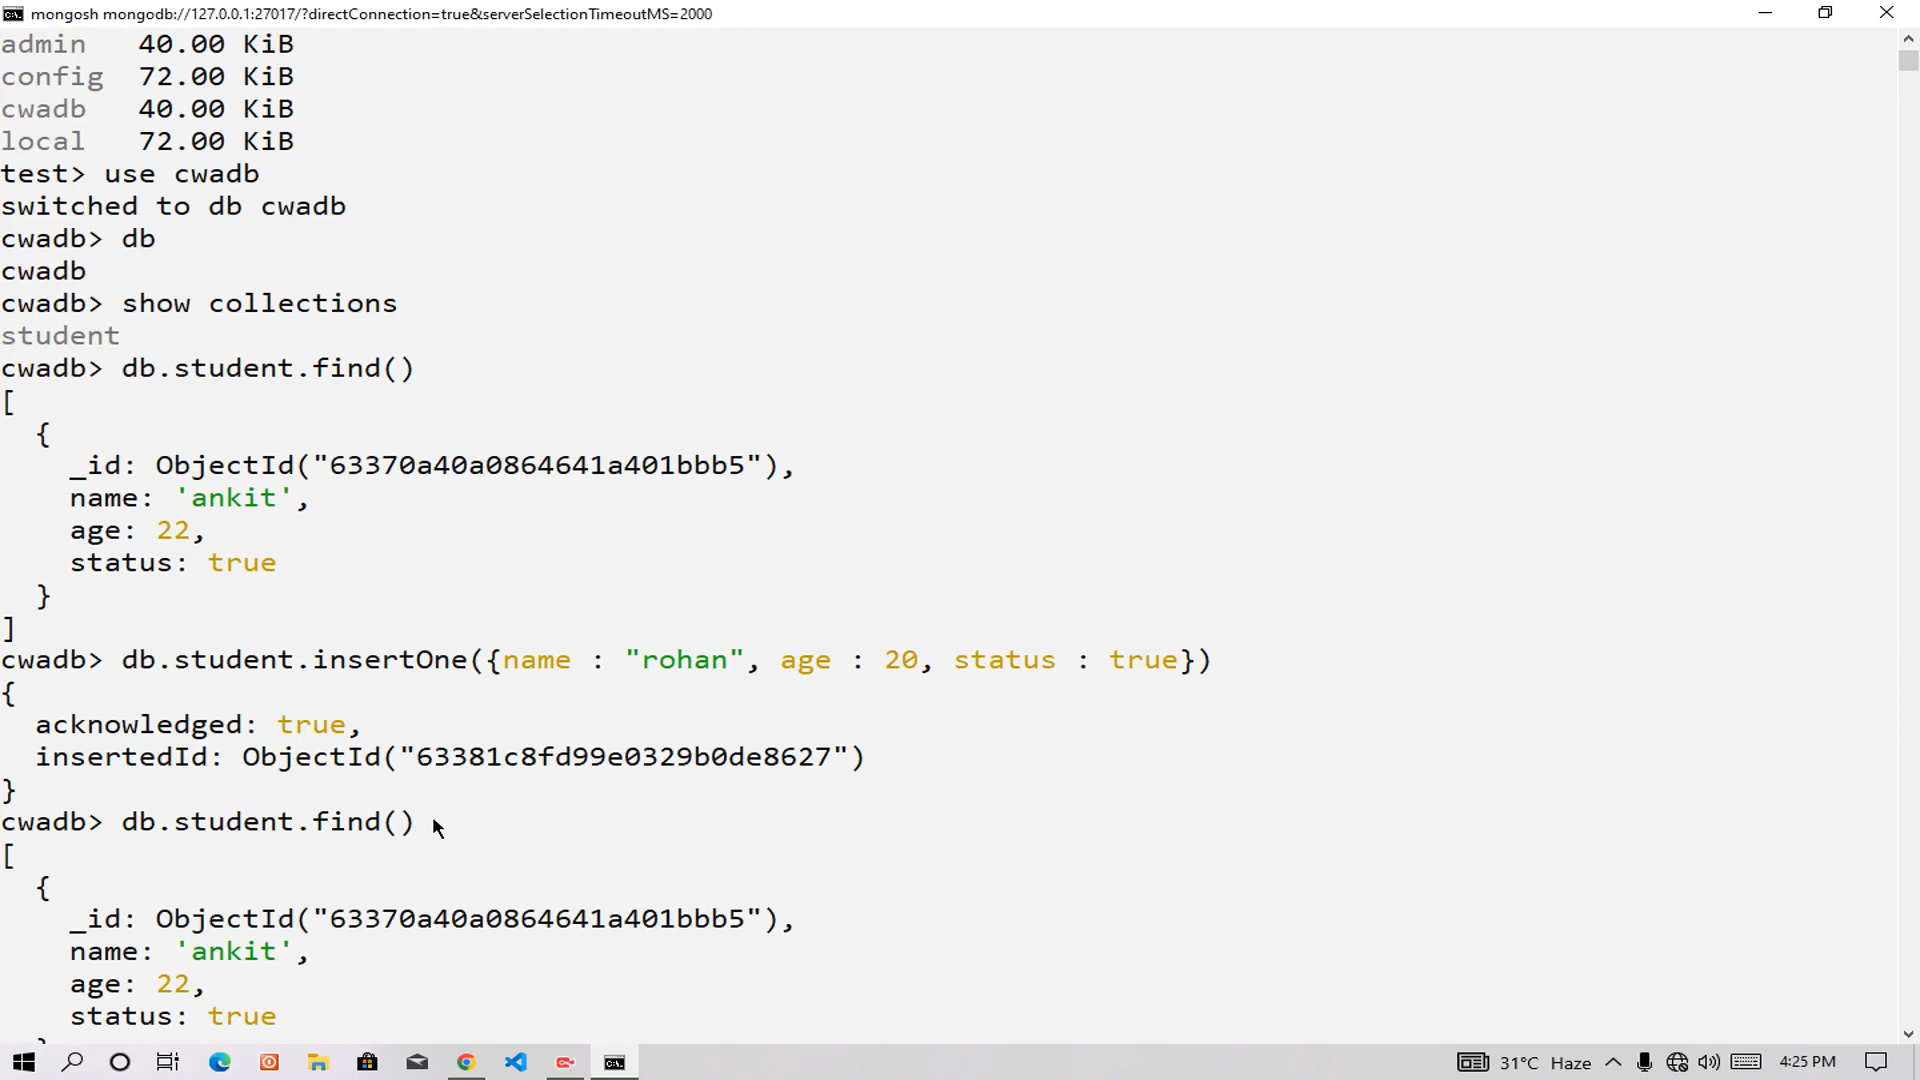 mongosh mongodb://127.0.0.1:27017/?directConnection=true&serverSelectionTimeoutMS=2000
admin   40.00 KiB
config  72.00 KiB
cwadb   40.00 KiB
local   72.00 KiB
test> use cwadb
switched to db cwadb
cwadb> db
cwadb
cwadb> show collections
student
cwadb> db.student.find()
[
  {
    _id: ObjectId("63370a40a0864641a401bbb5"),
    name: 'ankit',
    age: 22,
    status: true
  }
]
cwadb> db.student.insertOne({name : "rohan", age : 20, status : true})
{
  acknowledged: true,
  insertedId: ObjectId("63381c8fd99e0329b0de8627")
}
cwadb> db.student.find()
[
  {
    _id: ObjectId("63370a40a0864641a401bbb5"),
    name: 'ankit',
    age: 22,
    status: true
31°C Haze 4:25 PM